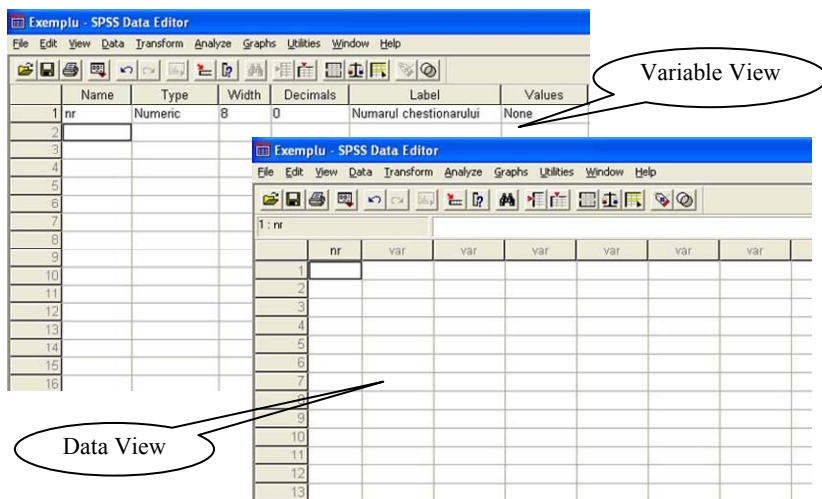 Exemplu - SPSS Data Editor
File Edit View Data Transform Analyze Graphs Utilities Window Help
Variable View
Name Type Width Decimals Label Values
1 nr Numeric 8 0 Numarul chestionarului None
2
3
4
5
6
7
8
9
10
11
12
13
14
15
16
Exemplu - SPSS Data Editor
File Edit View Data Transform Analyze Graphs Utilities Window Help
1 : nr
nr var var var var var var
1
2
3
4
5
6
7
8
9
10
11
12
13
Data View